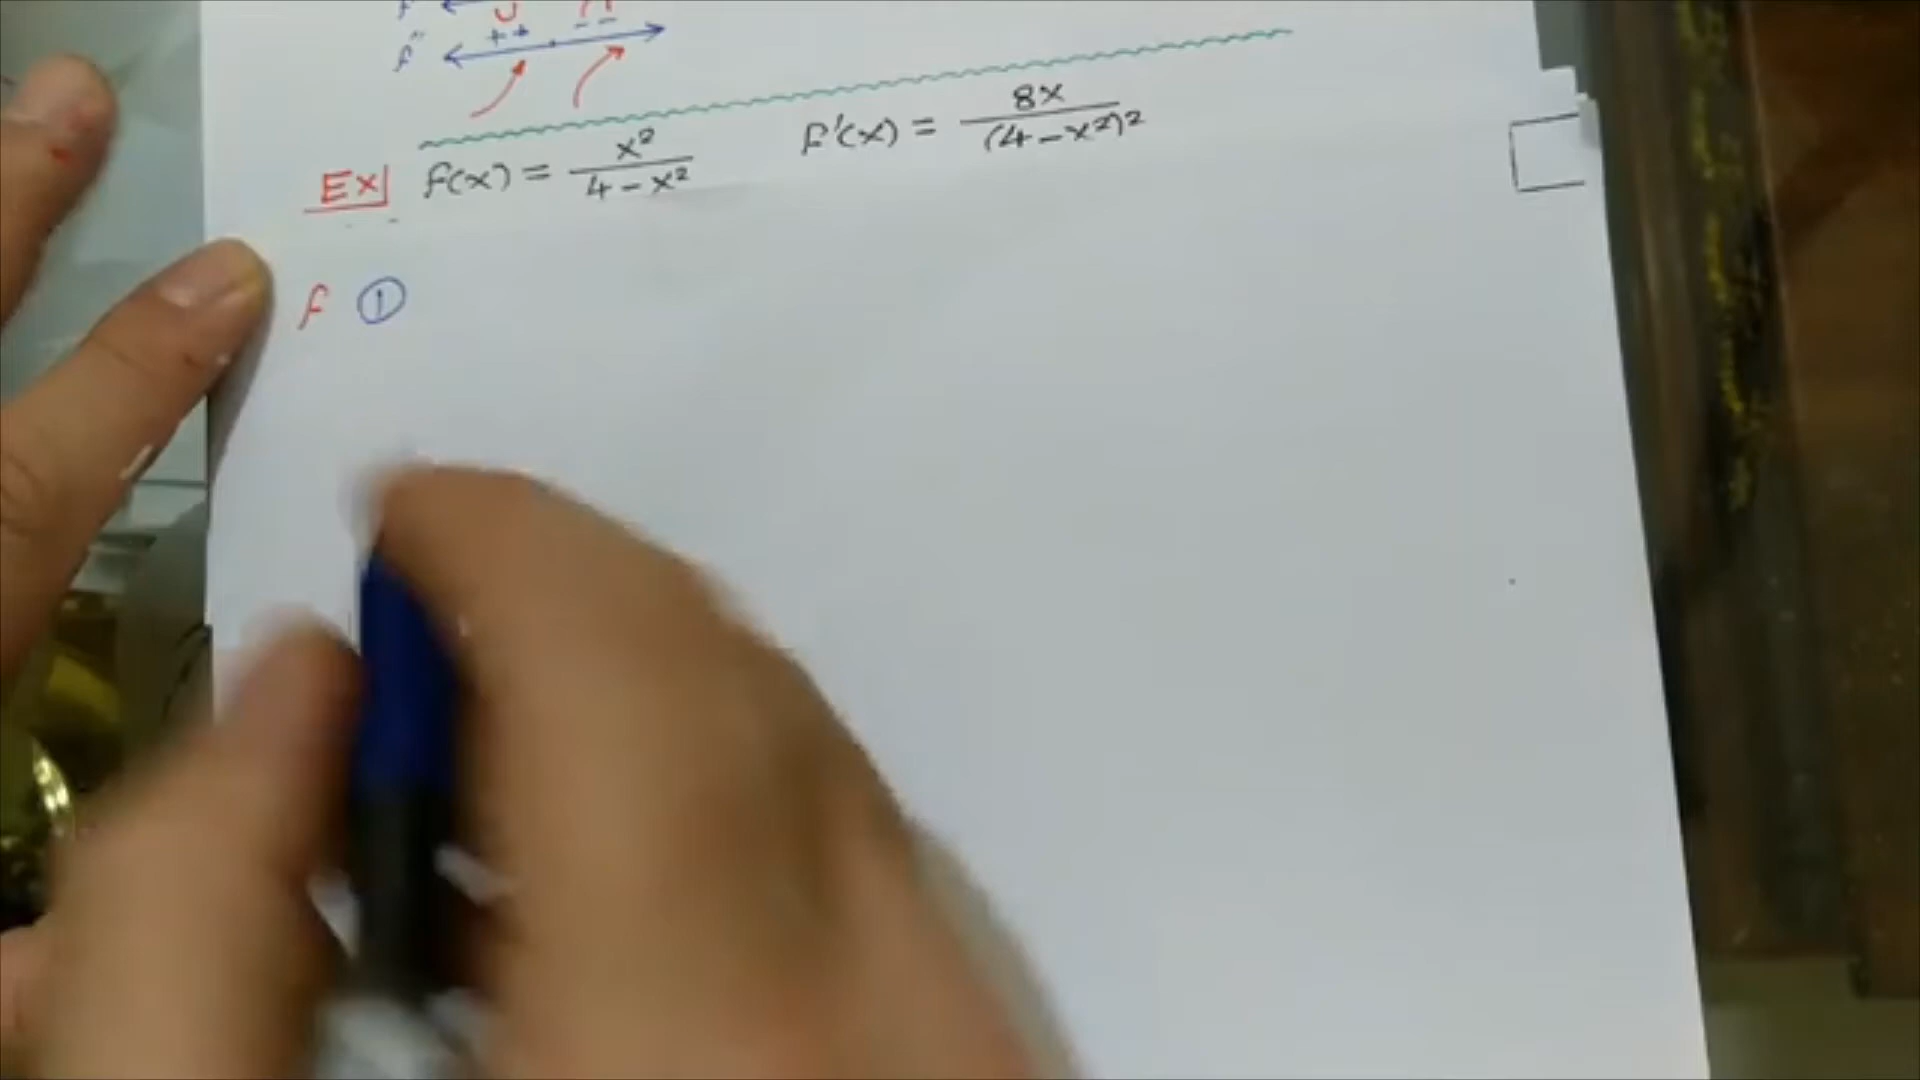 f
f'' ++ --
Ex f(x) = x²/(4-x²) f'(x) = 8x/(4-x²)²
f ①